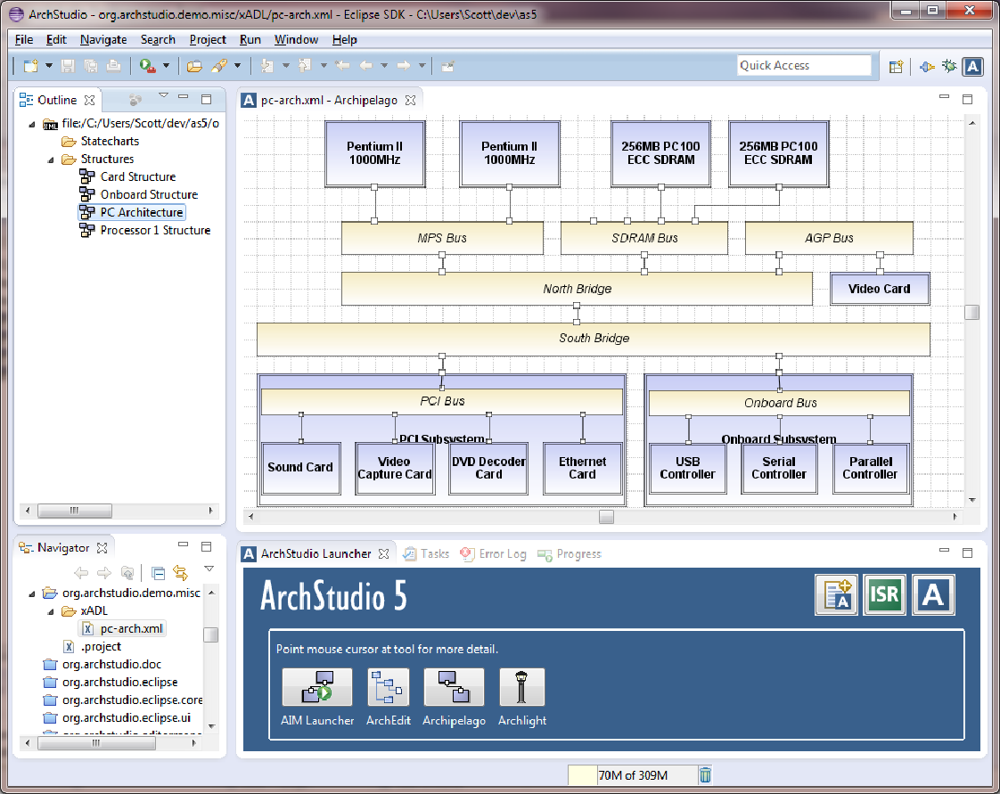 ArchStudio - org.archstudio.demo.misc/xADL/pc-arch.xml - Eclipse SDK - C:\Users\Scott\dev\as5
File Edit Navigate Search Project Run Window Help
Quick Access
A
Outline
file:/C:/Users/Scott/dev/as5/o
Statecharts
Structures
Card Structure
Onboard Structure
PC Architecture
Processor 1 Structure
A pc-arch.xml - Archipelago
Pentium II
1000MHz
Pentium II
1000MHz
256MB PC100
ECC SDRAM
256MB PC100
ECC SDRAM
MPS Bus
SDRAM Bus
AGP Bus
North Bridge
Video Card
South Bridge
PCI Bus
PCI Subsystem
Sound Card
Video
Capture Card
DVD Decoder
Card
Ethernet
Card
Onboard Bus
Onboard Subsystem
USB
Controller
Serial
Controller
Parallel
Controller
Navigator
org.archstudio.demo.misc
xADL
pc-arch.xml
.project
org.archstudio.doc
org.archstudio.eclipse
org.archstudio.eclipse.core
org.archstudio.eclipse.ui
A ArchStudio Launcher
Tasks
Error Log
Progress
ArchStudio 5
A
ISR
A
Point mouse cursor at tool for more detail.
AIM Launcher
ArchEdit
Archipelago
Archlight
70M of 309M